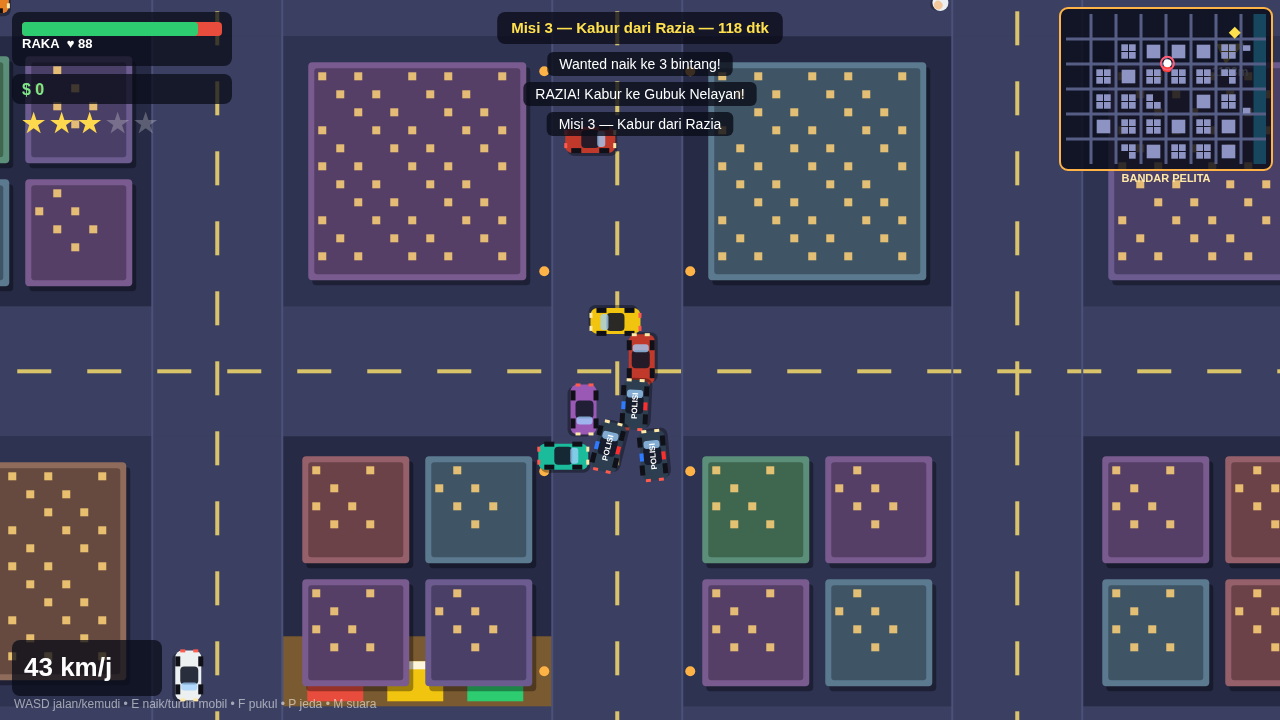 RAKA ♥ 88
$ 0
Misi 3 — Kabur dari Razia — 118 dtk
Wanted naik ke 3 bintang!
RAZIA! Kabur ke Gubuk Nelayan!
Misi 3 — Kabur dari Razia
BANDAR PELITA
POLISI
POLISI
POLISI
43 km/j
WASD jalan/kemudi • E naik/turun mobil • F pukul • P jeda • M suara